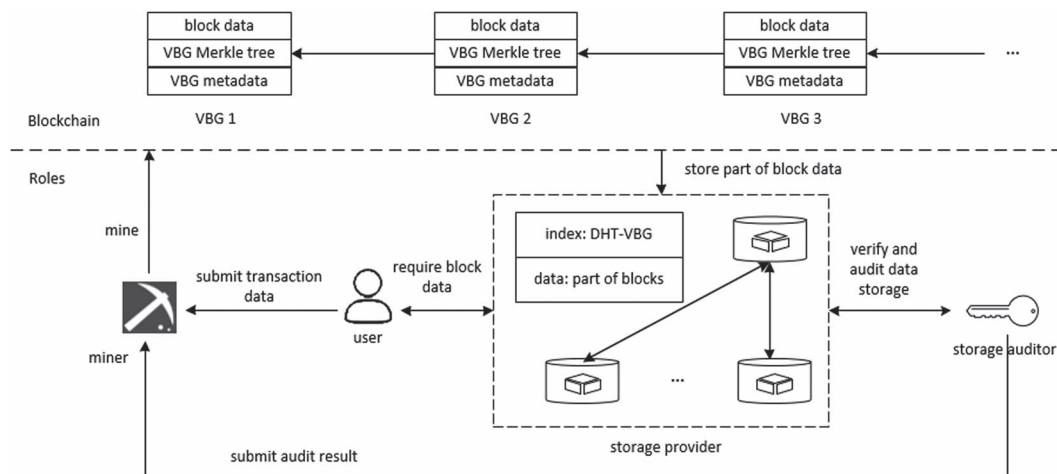 block data
VBG Merkle tree
VBG metadata
VBG 1
block data
VBG Merkle tree
VBG metadata
VBG 2
block data
VBG Merkle tree
VBG metadata
VBG 3
...
Blockchain
Roles
store part of block data
mine
submit transaction
data
require block
data
index: DHT-VBG
data: part of blocks
verify and
audit data
storage
miner
user
...
storage auditor
storage provider
submit audit result